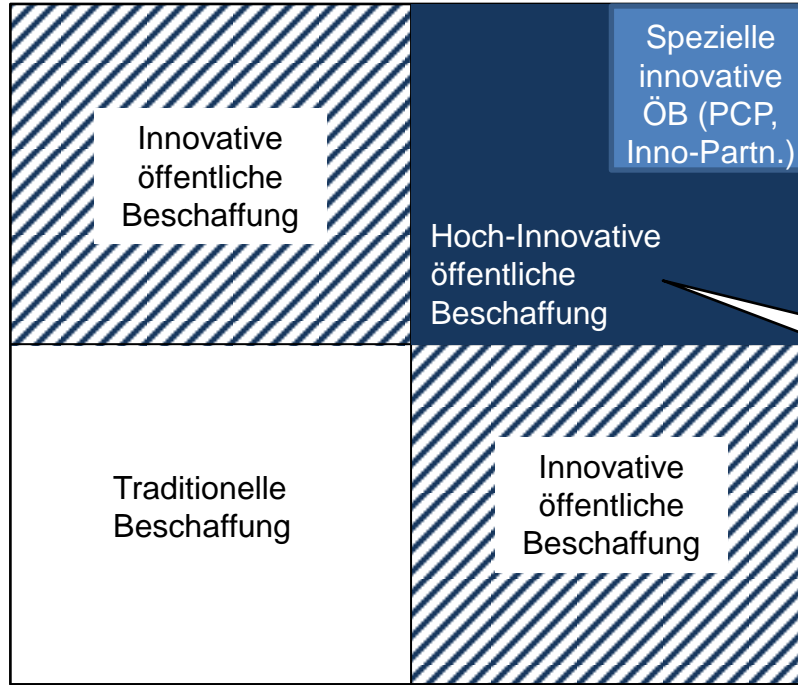 Innovative
öffentliche
Beschaffung
Spezielle
innovative
ÖB (PCP,
Inno-Partn.)
Hoch-Innovative
öffentliche
Beschaffung
Traditionelle
Beschaffung
Innovative
öffentliche
Beschaffung